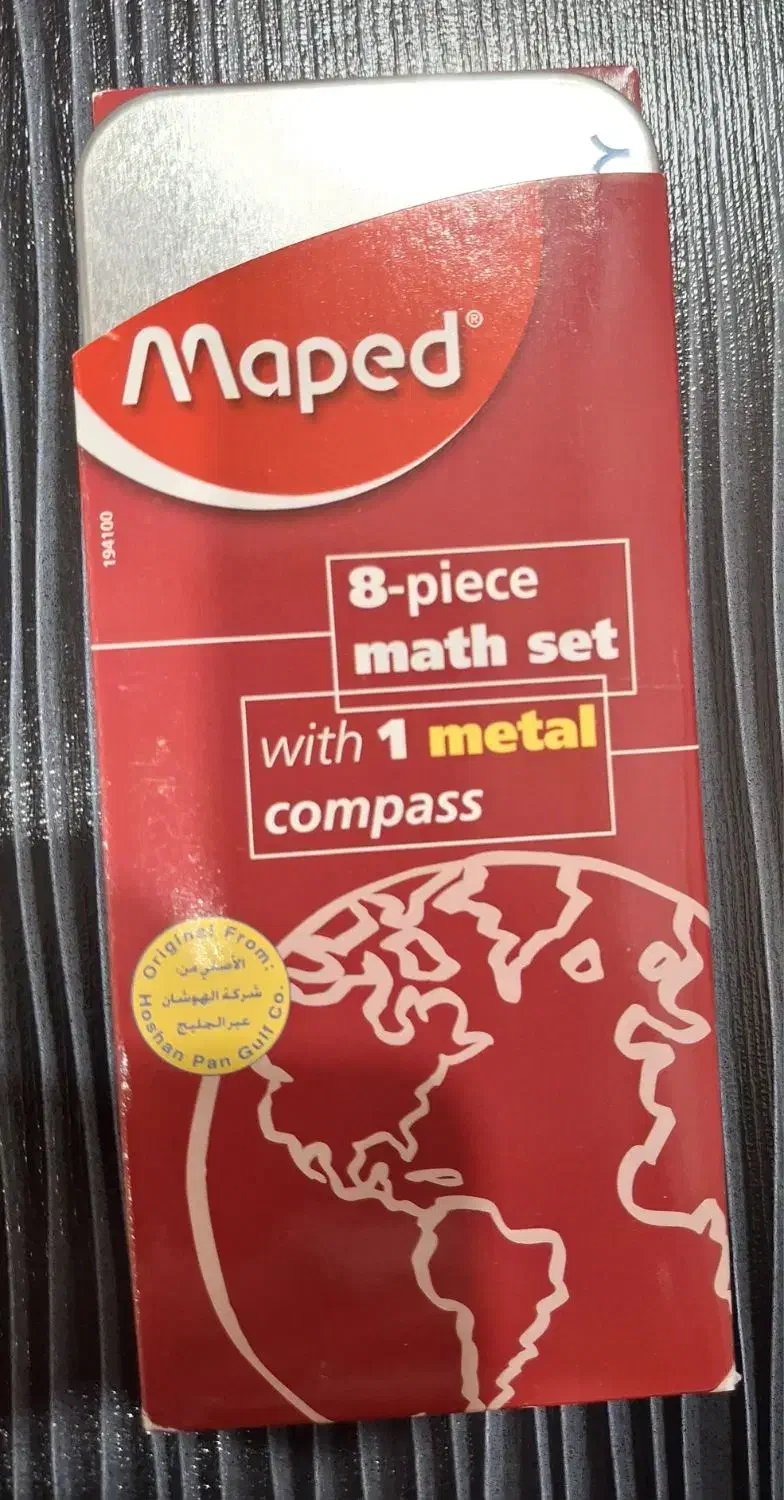 Maped®
194100
8-piece
math set
with 1 metal
compass
Original From:
الأصلي من
شركة الهوشان
عبر الخليج
Hoshan Pan Gulf Co.